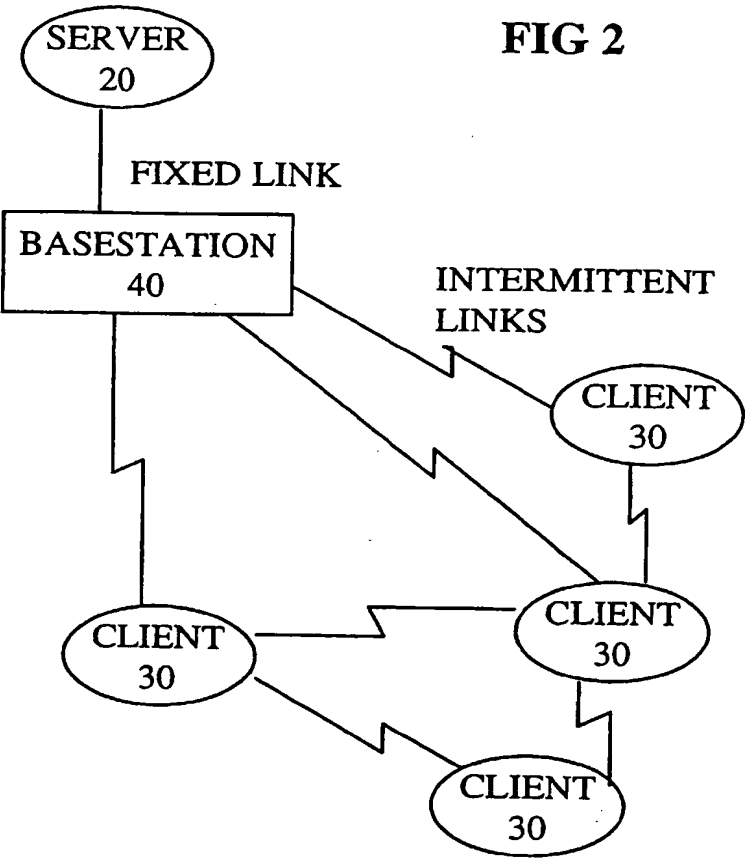 FIG 2
SERVER
20
FIXED LINK
BASESTATION
40
INTERMITTENT
LINKS
CLIENT
30
CLIENT
30
CLIENT
30
CLIENT
30